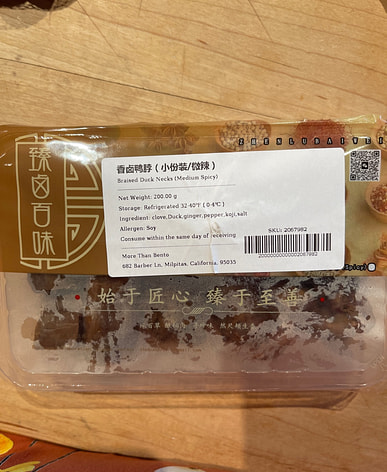 ZHENLUBAIWEI
臻卤百味
香卤鸭脖（小份装/微辣）
Braised Duck Necks (Medium Spicy)
Net Weight: 200.00 g
Storage: Refrigerated 32-40°F [ 0-4°C ]
Ingredient: clove,Duck,ginger,pepper,koji,salt
Allergen: Soy
Consume within the same day of receiving
SKU: 2067982
More Than Bento
682 Barber Ln, Milpitas, California, 95035
Spicy
始于匠心 臻于至善